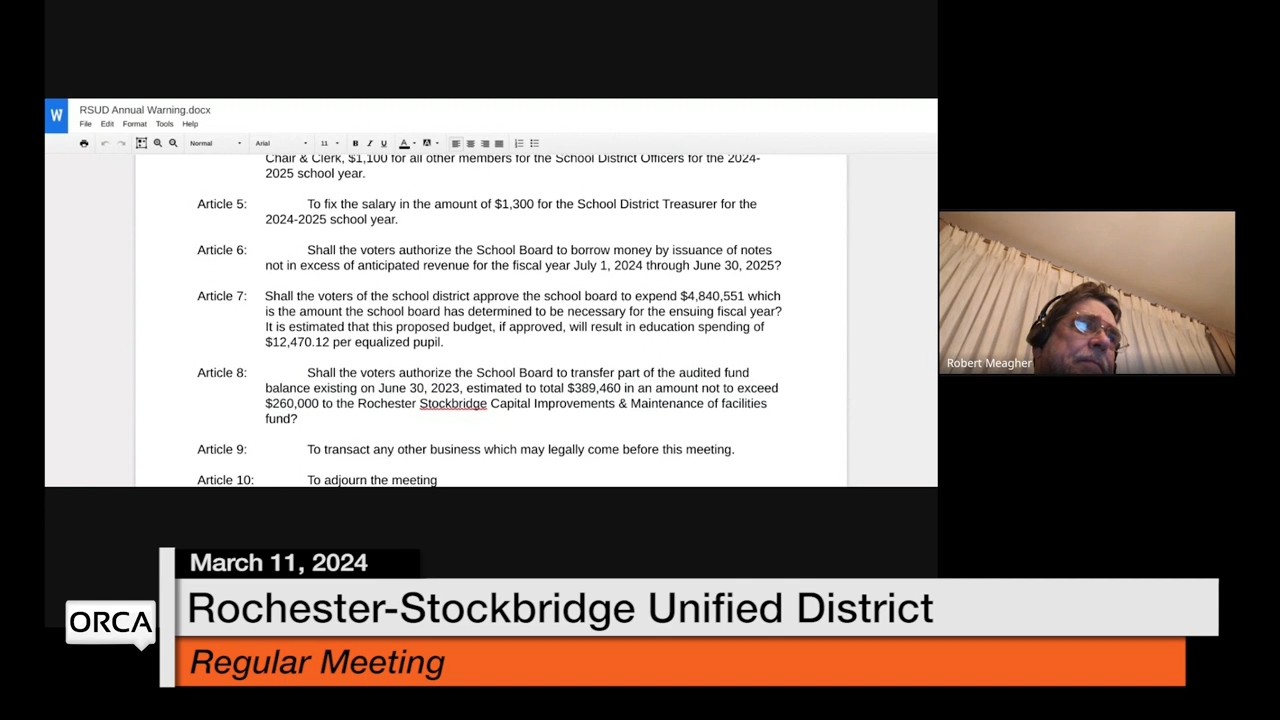 RSUD Annual Warning.docx
W
File Edit Format Tools Help
Normal Arial 11 B I U A A
Chair & Clerk, $1,100 for all other members for the School District Officers for the 2024-
2025 school year.
Article 5: To fix the salary in the amount of $1,300 for the School District Treasurer for the
2024-2025 school year.
Article 6: Shall the voters authorize the School Board to borrow money by issuance of notes
not in excess of anticipated revenue for the fiscal year July 1, 2024 through June 30, 2025?
Article 7: Shall the voters of the school district approve the school board to expend $4,840,551 which
is the amount the school board has determined to be necessary for the ensuing fiscal year?
It is estimated that this proposed budget, if approved, will result in education spending of
$12,470.12 per equalized pupil.
Article 8: Shall the voters authorize the School Board to transfer part of the audited fund
balance existing on June 30, 2023, estimated to total $389,460 in an amount not to exceed
$260,000 to the Rochester Stockbridge Capital Improvements & Maintenance of facilities
fund?
Article 9: To transact any other business which may legally come before this meeting.
Article 10: To adjourn the meeting
Robert Meagher
March 11, 2024
ORCA
Rochester-Stockbridge Unified District
Regular Meeting